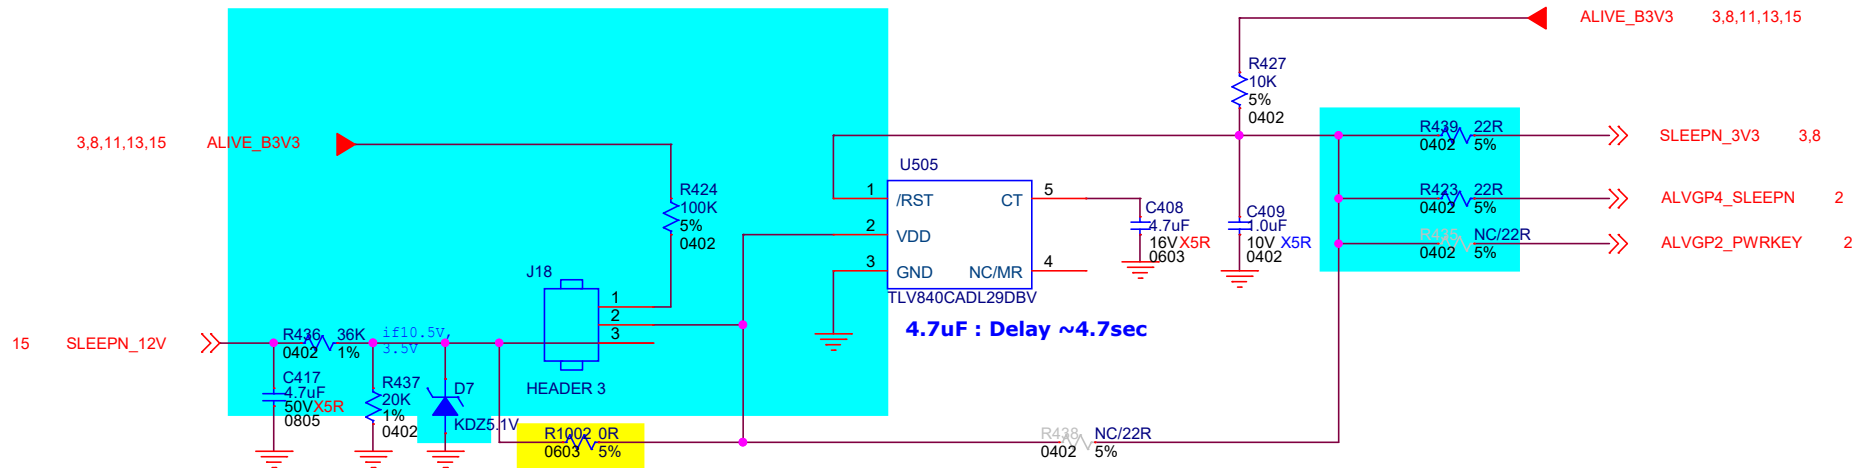 ALIVE_B3V3 3,8,11,13,15
R427
10K
5%
0402
3,8,11,13,15 ALIVE_B3V3
R439 22R
0402 5%
SLEEPN_3V3 3,8
U505
R424
100K
5%
0402
1 /RST
CT 5
2 VDD
3 GND
NC/MR 4
TLV840CADL29DBV
C408
4.7uF
16V X5R
0603
C409
1.0uF
10V X5R
0402
R423 22R
0402 5%
ALVGP4_SLEEPN 2
R435 NC/22R
0402 5%
ALVGP2_PWRKEY 2
4.7uF : Delay ~4.7sec
J18
1
2
3
HEADER 3
15 SLEEPN_12V
R436 36K
0402 1%
if10.5V,
3.5V
C417
4.7uF
50VX5R
0805
R437
20K
1%
0402
D7
KDZ5.1V
R1002 0R
0603 5%
R438 NC/22R
0402 5%